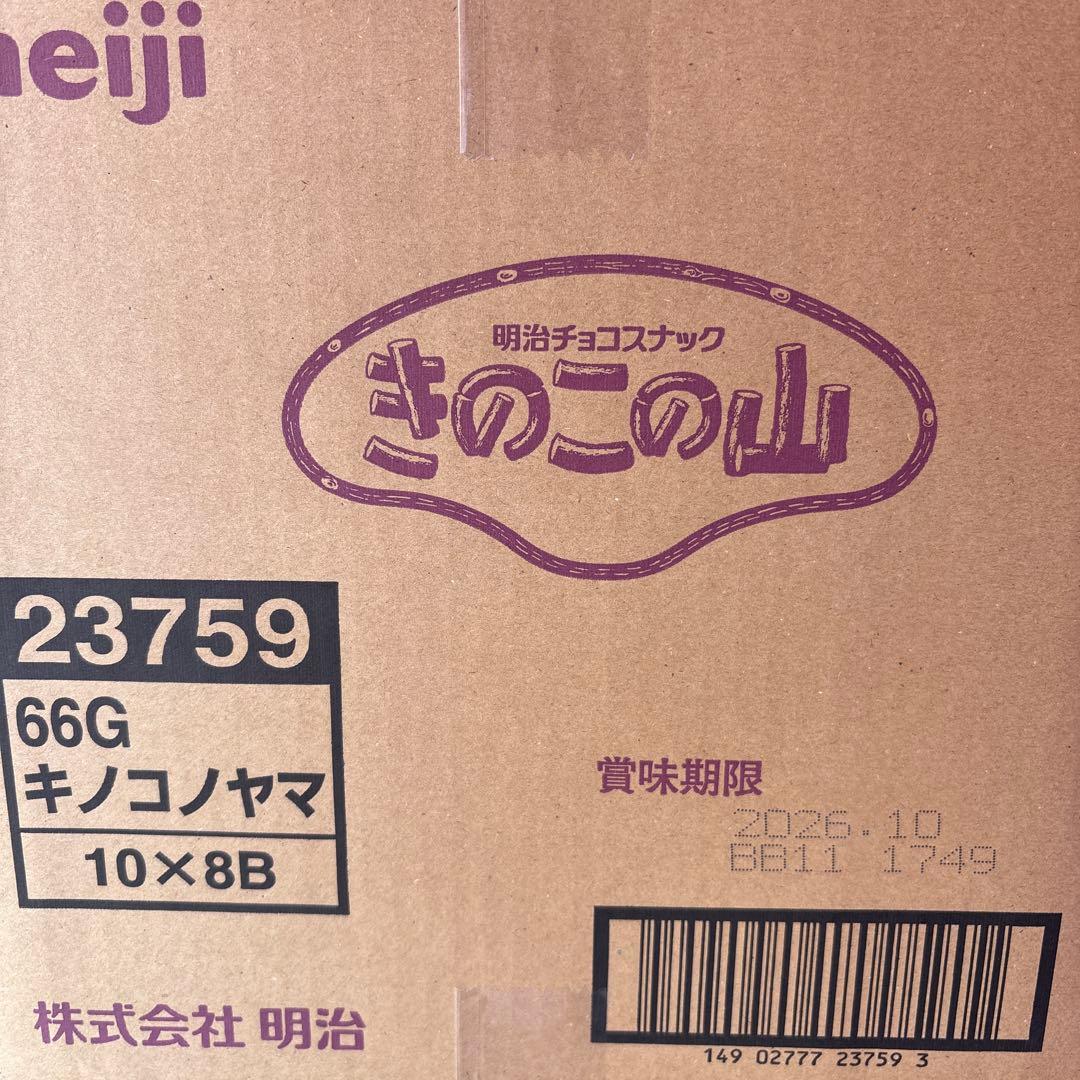 meiji
明治チョコスナック
きのこの山
23759
66G
キノコノヤマ
10×8B
賞味期限
2026.10
BB11 1749
149 02777 23759 3
株式会社 明治